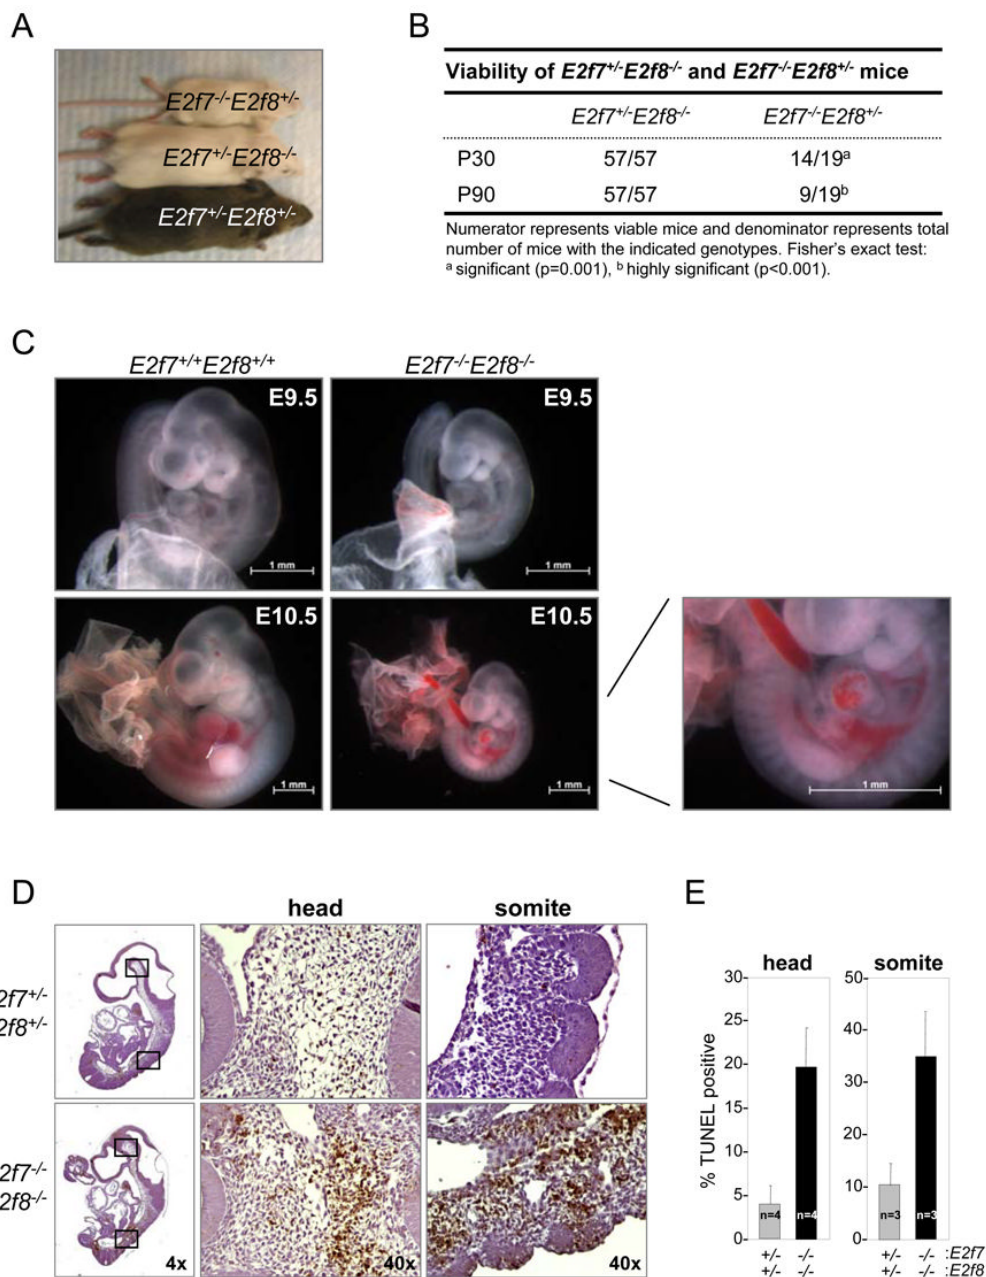 A
E2f7-/-E2f8+/-
E2f7+/-E2f8-/-
E2f7+/-E2f8+/-
B
Viability of E2f7+/-E2f8-/- and E2f7-/-E2f8+/- mice
E2f7+/-E2f8-/- E2f7-/-E2f8+/-
P30 57/57 14/19a
P90 57/57 9/19b
Numerator represents viable mice and denominator represents total
number of mice with the indicated genotypes. Fisher's exact test:
a significant (p=0.001), b highly significant (p<0.001).
C
E2f7+/+E2f8+/+ E2f7-/-E2f8-/-
E9.5 E9.5
1 mm 1 mm
E10.5 E10.5
1 mm 1 mm 1 mm
D
head somite
2f7+/-
2f8+/-
2f7-/-
2f8-/-
4x 40x 40x
E
head somite
% TUNEL positive
30 50
25 40
20 30
15 50
10 10
5 0
0
n=4 n=4 n=3 n=3
+/- -/- +/- -/- :E2f7
+/- -/- +/- -/- :E2f8